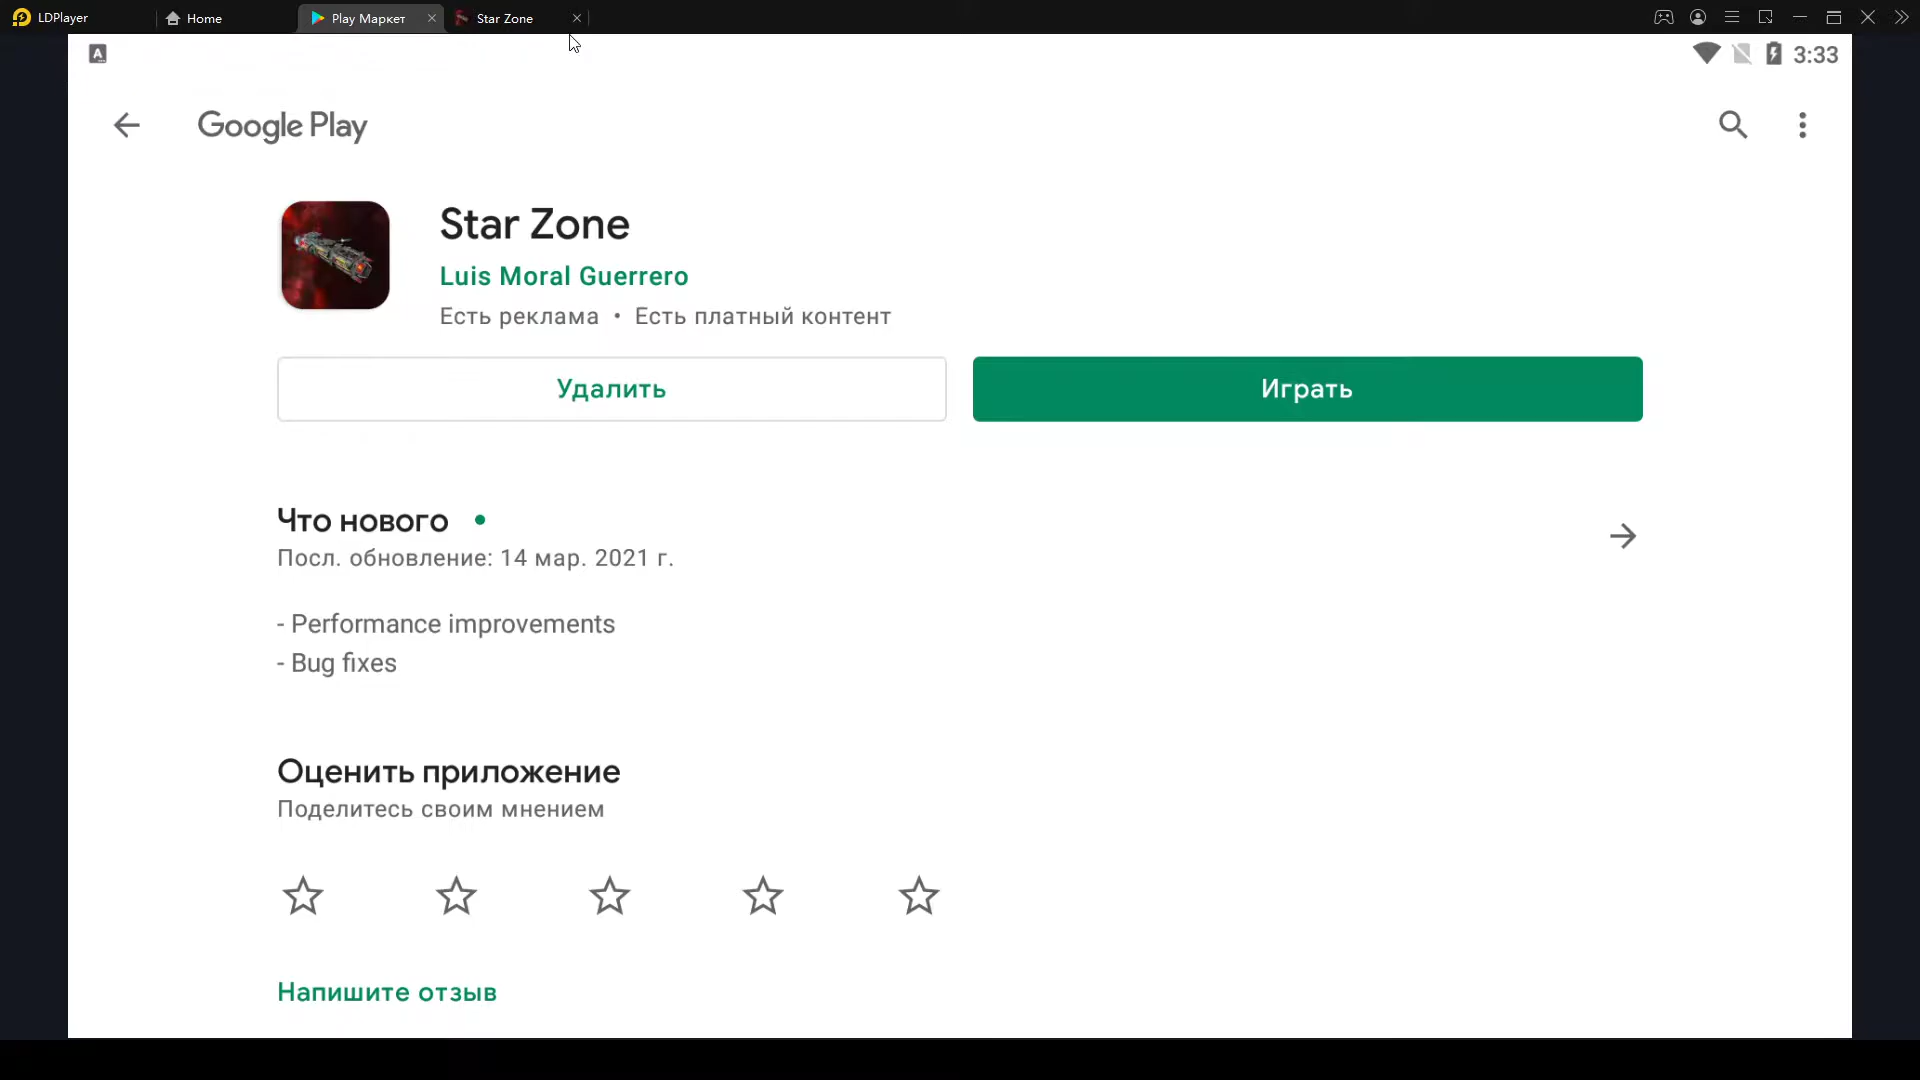 LDPlayer
Home
Play Маркет
Star Zone
A
3:33
Google Play
Star Zone
Luis Moral Guerrero
Есть реклама • Есть платный контент
Удалить
Играть
Что нового
Посл. обновление: 14 мар. 2021 г.
- Performance improvements
- Bug fixes
Оценить приложение
Поделитесь своим мнением
Напишите отзыв